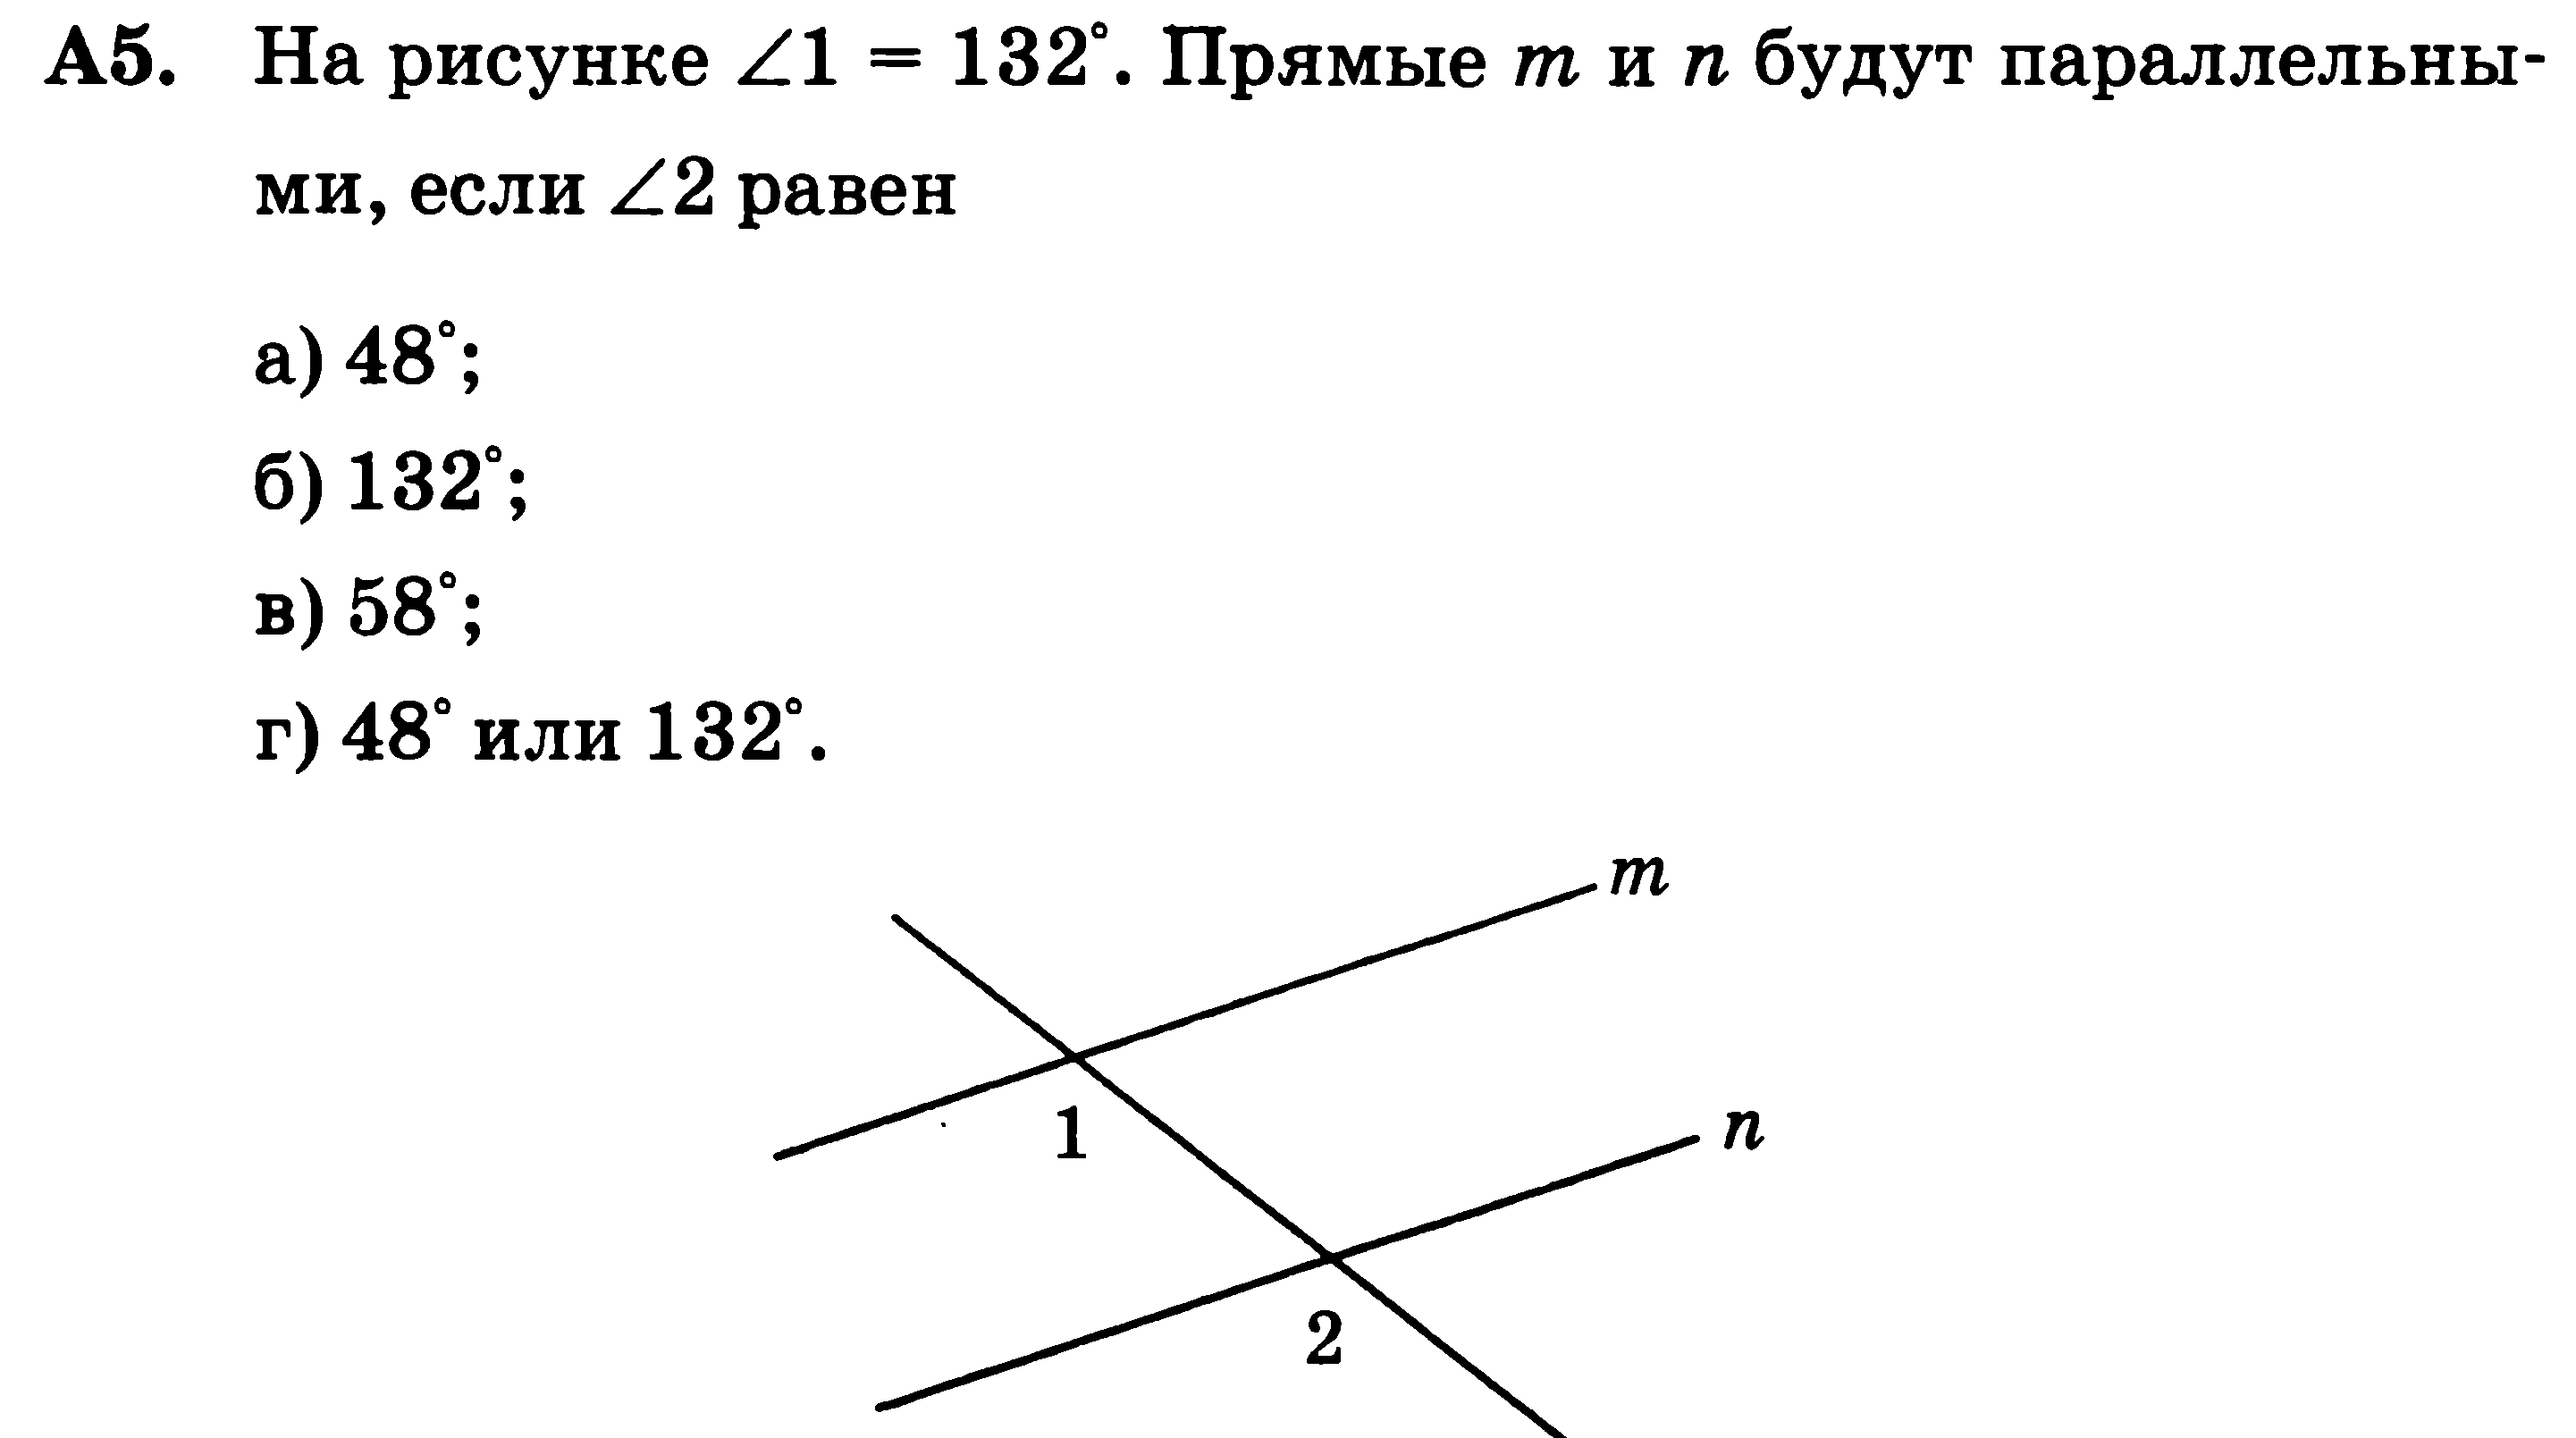 А5. На рисунке ∠1 = 132°. Прямые m и n будут параллельны-
ми, если ∠2 равен
а) 48°;
б) 132°;
в) 58°;
г) 48° или 132°.
m
n
1
2